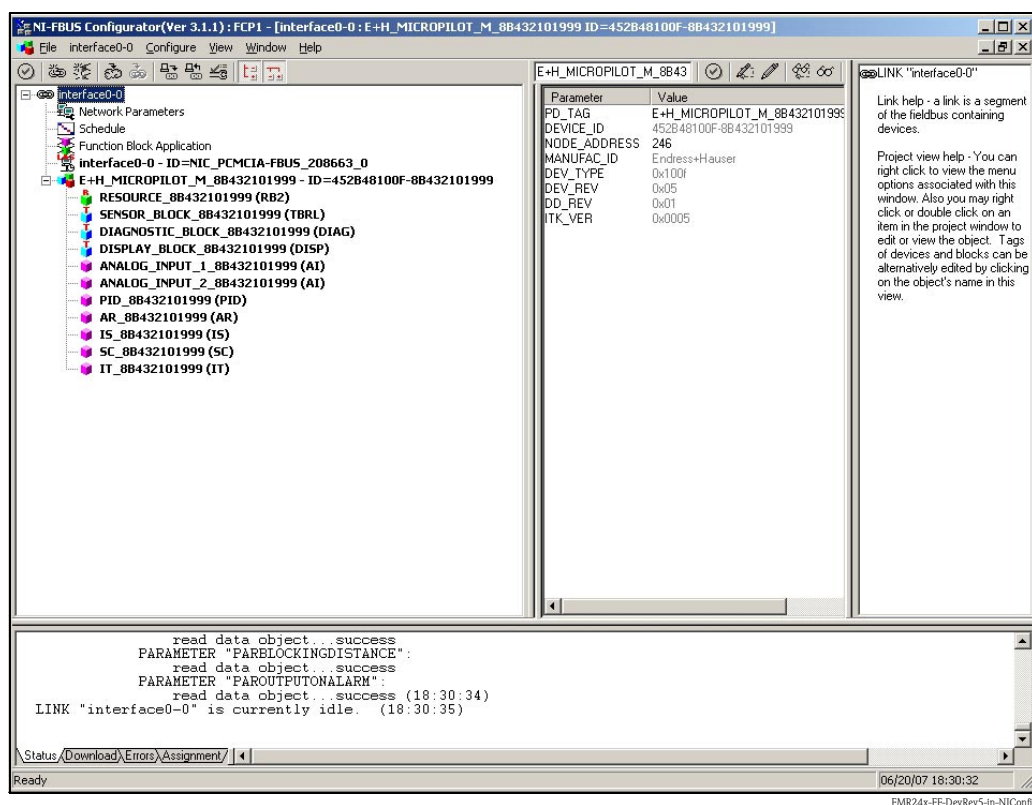 NI-FBUS Configurator(Ver 3.1.1) : FCP1 - [interface0-0 : E+H_MICROPILOT_M_8B432101999 ID=452B48100F-8B432101999]
File interface0-0 Configure View Window Help
interface0-0
Network Parameters
Schedule
Function Block Application
interface0-0 - ID=NIC_PCMCIA-FBUS_208663_0
E+H_MICROPILOT_M_8B432101999 - ID=452B48100F-8B432101999
RESOURCE_8B432101999 (RB2)
SENSOR_BLOCK_8B432101999 (TBRL)
DIAGNOSTIC_BLOCK_8B432101999 (DIAG)
DISPLAY_BLOCK_8B432101999 (DISP)
ANALOG_INPUT_1_8B432101999 (AI)
ANALOG_INPUT_2_8B432101999 (AI)
PID_8B432101999 (PID)
AR_8B432101999 (AR)
IS_8B432101999 (IS)
SC_8B432101999 (SC)
IT_8B432101999 (IT)
E+H_MICROPILOT_M_8B43
Parameter Value
PD_TAG E+H_MICROPILOT_M_8B432101999
DEVICE_ID 452B48100F-8B432101999
NODE_ADDRESS 246
MANUFAC_ID Endress+Hauser
DEV_TYPE 0x100f
DEV_REV 0x05
DD_REV 0x01
ITK_VER 0x0005
LINK "interface0-0"
Link help - a link is a segment
of the fieldbus containing
devices.
Project view help - You can
right click to view the menu
options associated with this
window. Also you may right
click or double click on an
item in the project window to
edit or view the object. Tags
of devices and blocks can be
alternatively edited by clicking
on the object's name in this
view.
read data object...success
PARAMETER "PARBLOCKINGDISTANCE":
read data object...success
PARAMETER "PAROUTPUTONALARM":
read data object...success (18:30:34)
LINK "interface0-0" is currently idle. (18:30:35)
Status Download Errors Assignment
Ready 06/20/07 18:30:32